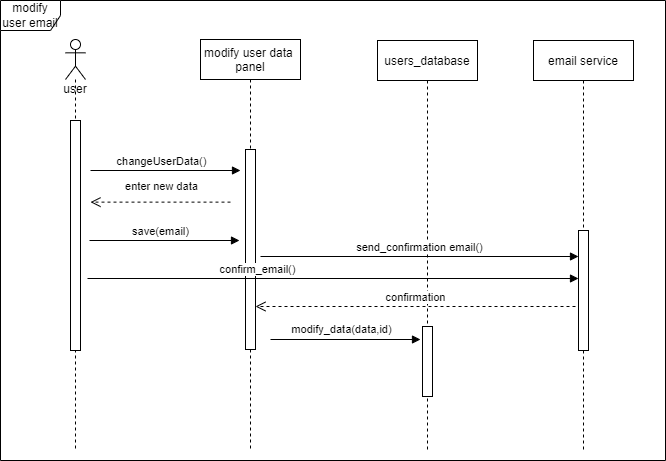 modify
user email
user
modify user data
panel
users_database
email service
changeUserData()
enter new data
save(email)
send_confirmation email()
confirm_email()
confirmation
modify_data(data,id)